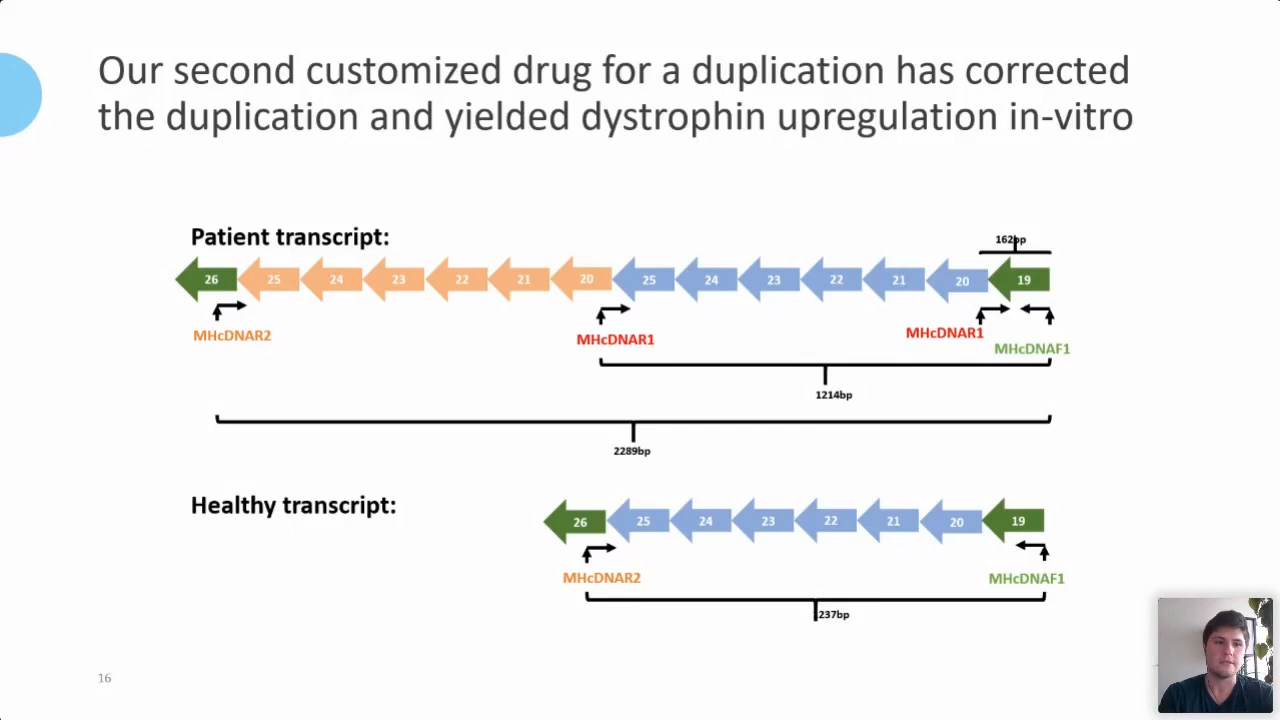 Our second customized drug for a duplication has corrected
the duplication and yielded dystrophin upregulation in-vitro
Patient transcript:
162bp
26 25 24 23 22 21 20 25 24 23 22 21 20 19
MHcDNAR2
MHcDNAR1
MHcDNAR1
MHcDNAF1
1214bp
2289bp
Healthy transcript:
26 25 24 23 22 21 20 19
MHcDNAR2
MHcDNAF1
237bp
16